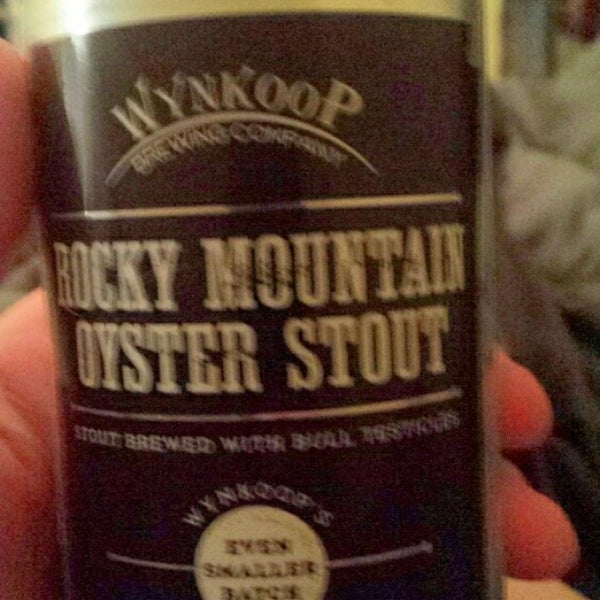 WYNKOOP
BREWING COMPANY
ROCKY MOUNTAIN
OYSTER STOUT
STOUT BREWED WITH BULL TESTICLES
WYNKOOP'S
EVEN
SMALLER
BATCH